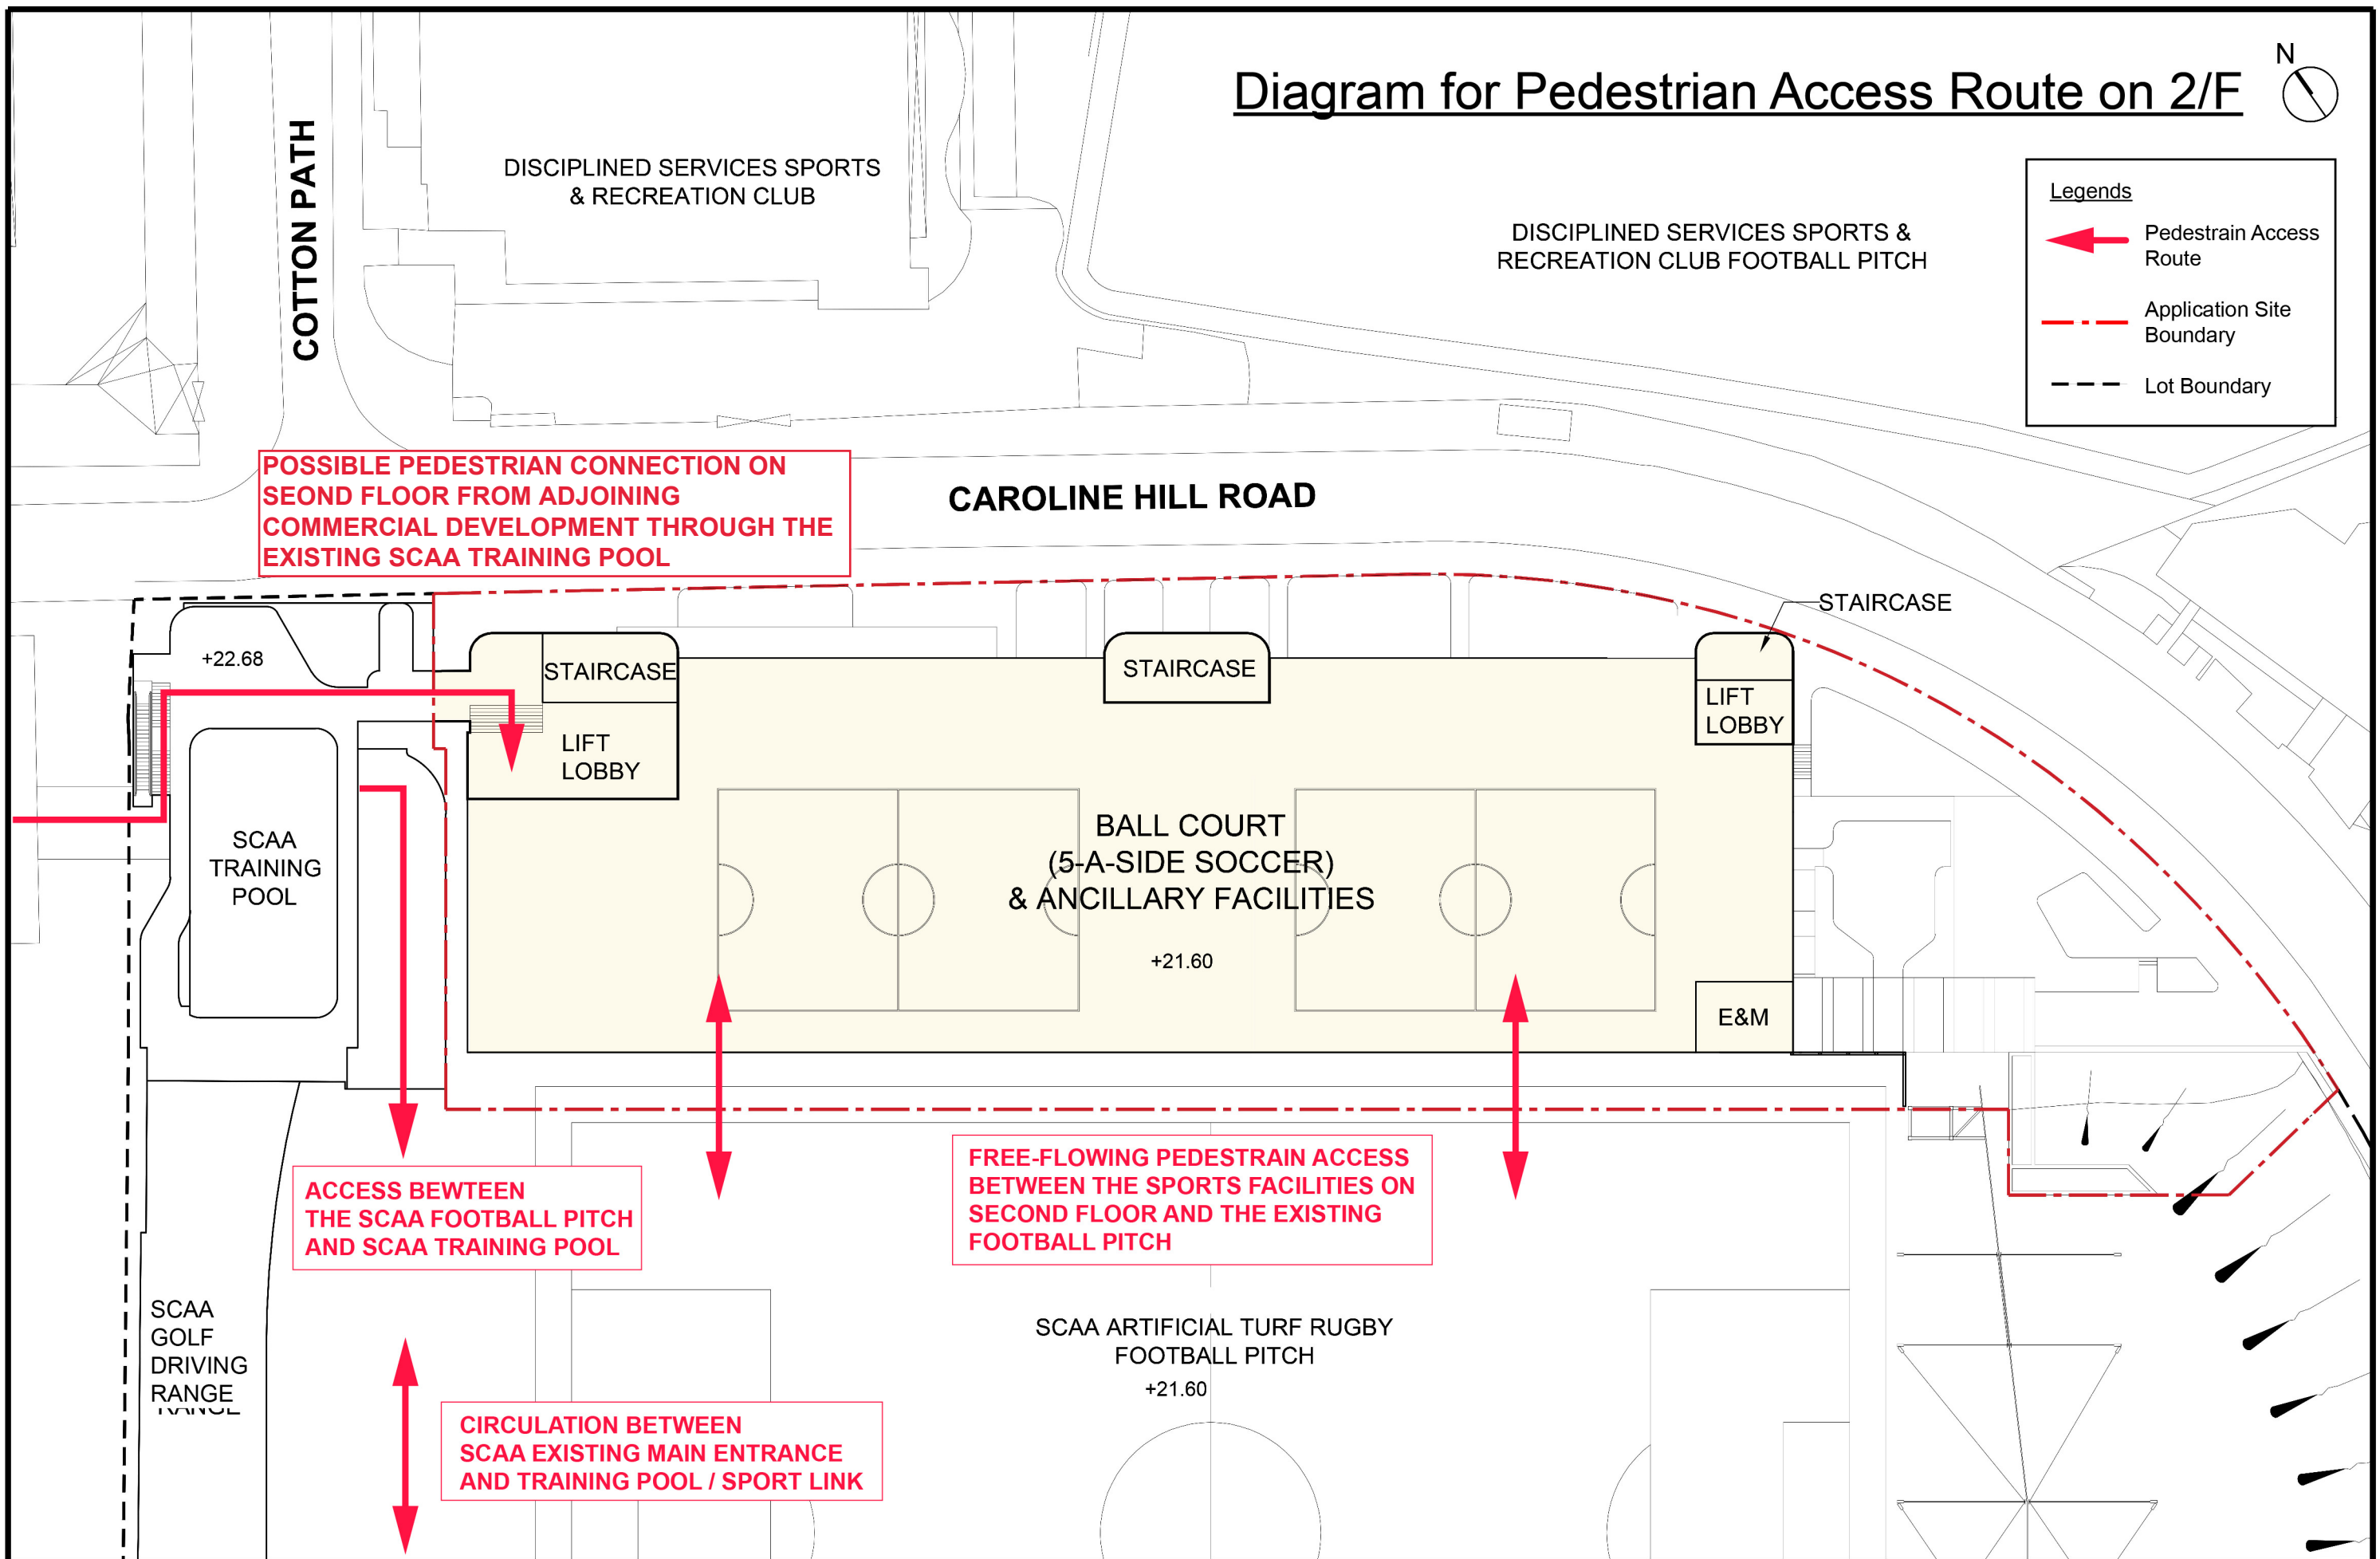 Diagram for Pedestrian Access Route on 2/F
N
COTTON PATH
DISCIPLINED SERVICES SPORTS
& RECREATION CLUB
DISCIPLINED SERVICES SPORTS &
RECREATION CLUB FOOTBALL PITCH
Legends
Pedestrain Access
Route
Application Site
Boundary
Lot Boundary
POSSIBLE PEDESTRIAN CONNECTION ON
SEOND FLOOR FROM ADJOINING
COMMERCIAL DEVELOPMENT THROUGH THE
EXISTING SCAA TRAINING POOL
CAROLINE HILL ROAD
STAIRCASE
+22.68
STAIRCASE
STAIRCASE
LIFT
LOBBY
LIFT
LOBBY
SCAA
TRAINING
POOL
BALL COURT
(5-A-SIDE SOCCER)
& ANCILLARY FACILITIES
+21.60
E&M
ACCESS BEWTEEN
THE SCAA FOOTBALL PITCH
AND SCAA TRAINING POOL
FREE-FLOWING PEDESTRAIN ACCESS
BETWEEN THE SPORTS FACILITIES ON
SECOND FLOOR AND THE EXISTING
FOOTBALL PITCH
SCAA
GOLF
DRIVING
RANGE
RANGE
SCAA ARTIFICIAL TURF RUGBY
FOOTBALL PITCH
+21.60
CIRCULATION BETWEEN
SCAA EXISTING MAIN ENTRANCE
AND TRAINING POOL / SPORT LINK